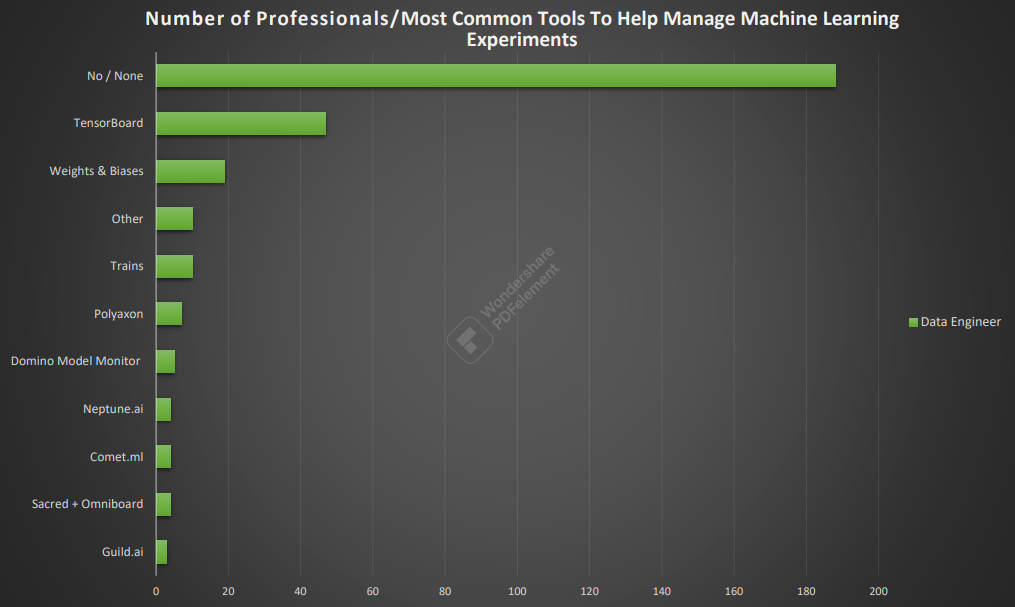 Number of Professionals/Most Common Tools To Help Manage Machine Learning
Experiments
No / None
TensorBoard
Weights & Biases
Other
Trains
Polyaxon
Domino Model Monitor
Neptune.ai
Comet.ml
Sacred + Omniboard
Guild.ai
0 20 40 60 80 100 120 140 160 180 200
Data Engineer
Wondershare
PDFelement